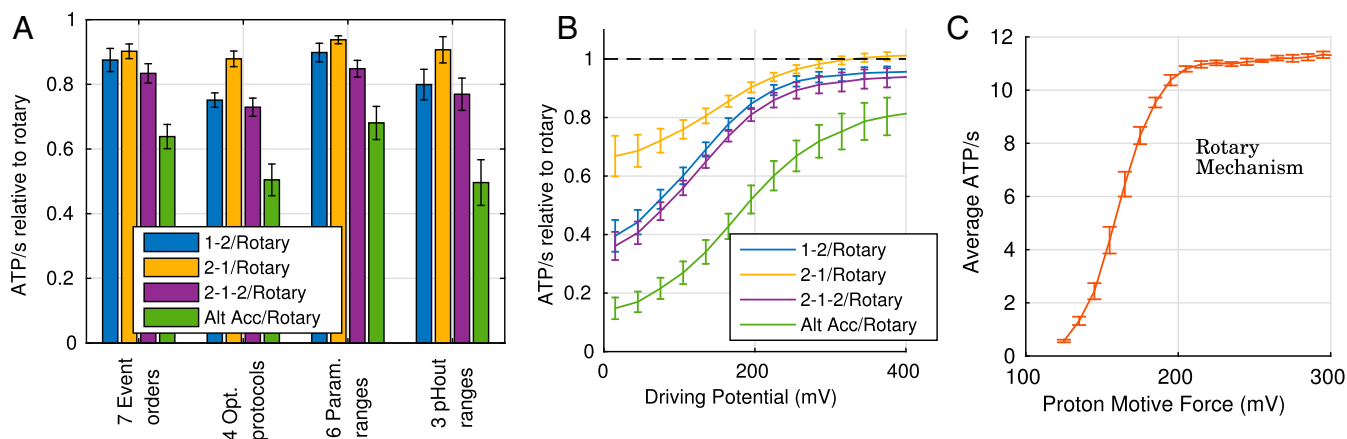 A
ATP/s relative to rotary
1
0.8
0.6
0.4
0.2
0
1-2/Rotary
2-1/Rotary
2-1-2/Rotary
Alt Acc/Rotary
7 Event
orders
4 Opt.
protocols
6 Param.
ranges
3 pHout
ranges
B
ATP/s relative to rotary
1
0.8
0.6
0.4
0.2
0
0
200
400
Driving Potential (mV)
1-2/Rotary
2-1/Rotary
2-1-2/Rotary
Alt Acc/Rotary
C
Average ATP/s
12
10
8
6
4
2
0
100
200
300
Proton Motive Force (mV)
Rotary
Mechanism